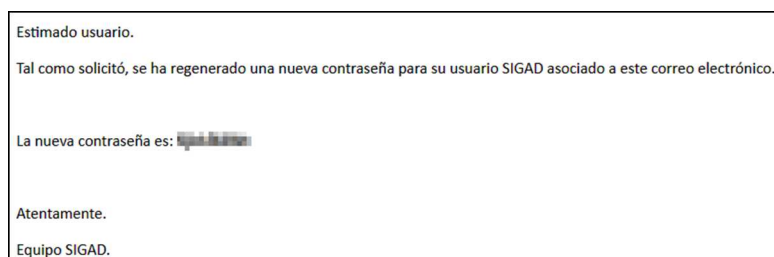 Estimado usuario.
Tal como solicitó, se ha regenerado una nueva contraseña para su usuario SIGAD asociado a este correo electrónico.
La nueva contraseña es:
Atentamente.
Equipo SIGAD.